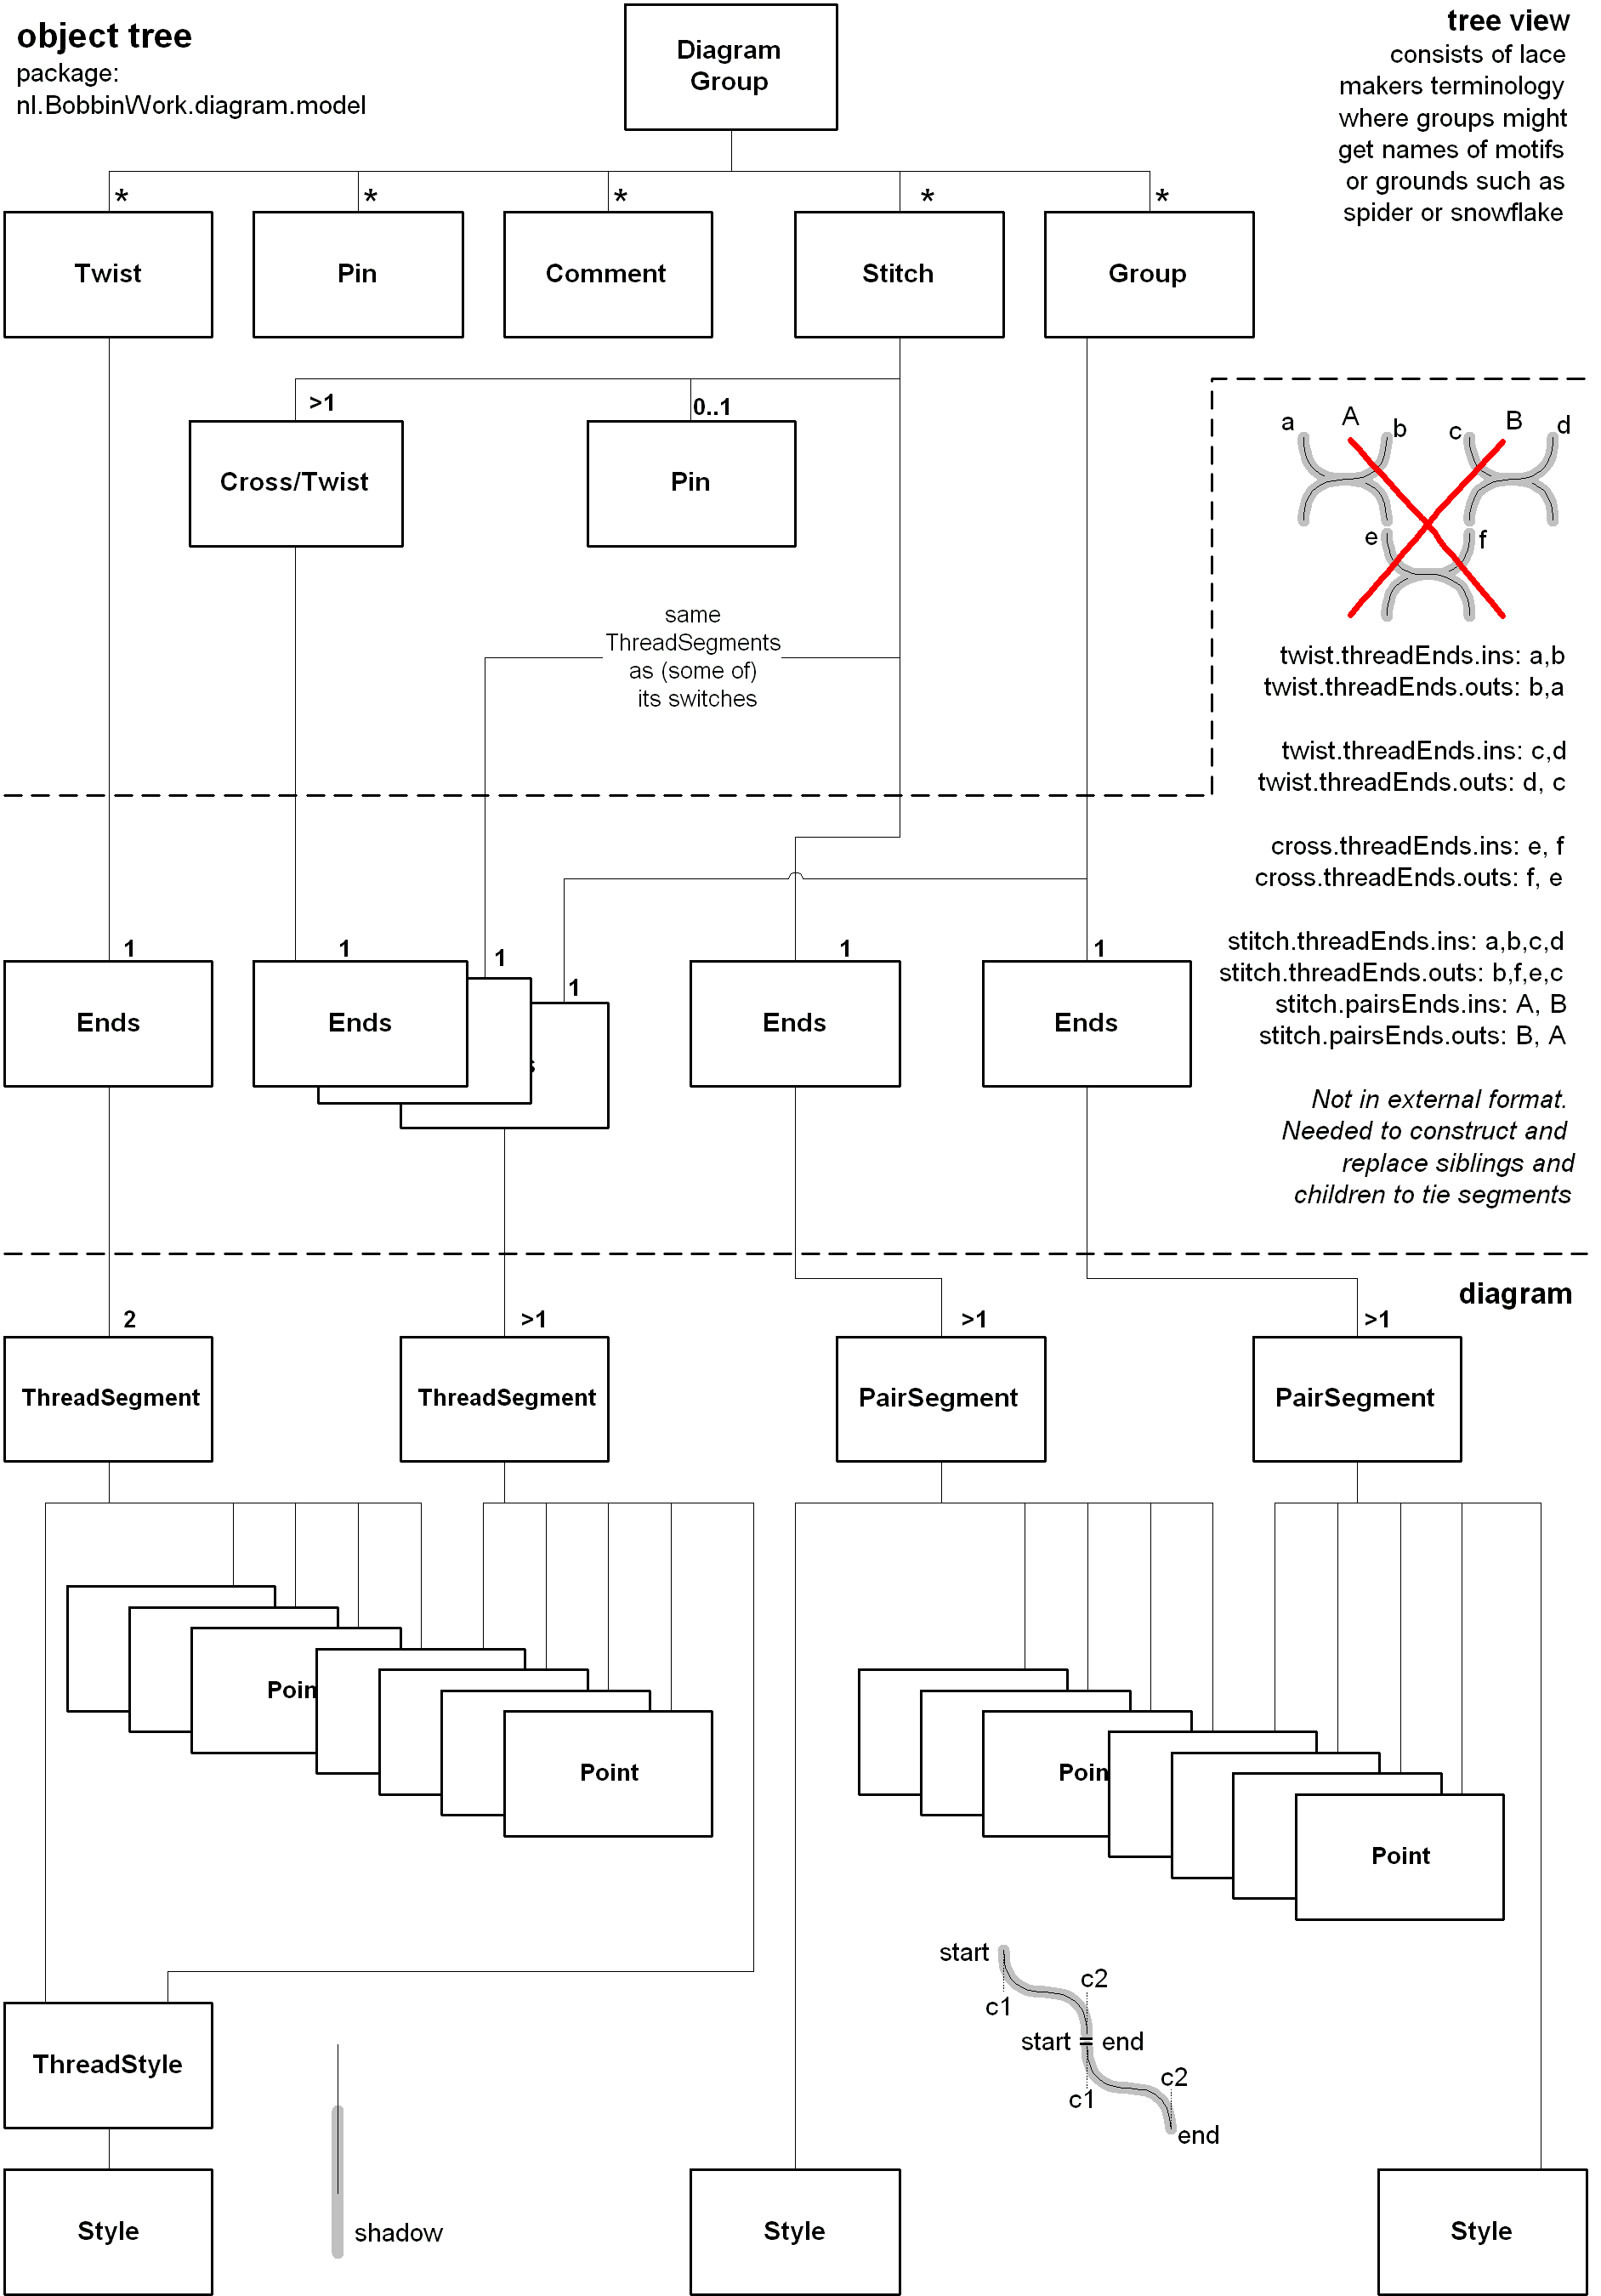 object tree
package:
nl.BobbinWork.diagram.model
Diagram
Group
tree view
consists of lace
makers terminology
where groups might
get names of motifs
or grounds such as
spider or snowflake
* * * * *
Twist Pin Comment Stitch Group
>1 0..1
Cross/Twist Pin
a A b c B d
e f
same
ThreadSegments
as (some of)
its switches
twist.threadEnds.ins: a,b
twist.threadEnds.outs: b,a
twist.threadEnds.ins: c,d
twist.threadEnds.outs: d, c
cross.threadEnds.ins: e, f
cross.threadEnds.outs: f, e
stitch.threadEnds.ins: a,b,c,d
stitch.threadEnds.outs: b,f,e,c
stitch.pairsEnds.ins: A, B
stitch.pairsEnds.outs: B, A
1 1 1 1 1 1
Ends Ends s Ends Ends
Not in external format.
Needed to construct and
replace siblings and
children to tie segments
diagram
2 >1 >1 >1
ThreadSegment ThreadSegment PairSegment PairSegment
Poin
Point
Poin
Point
start
c2
c1
start = end
c2
c1
end
ThreadStyle
Style
shadow
Style
Style